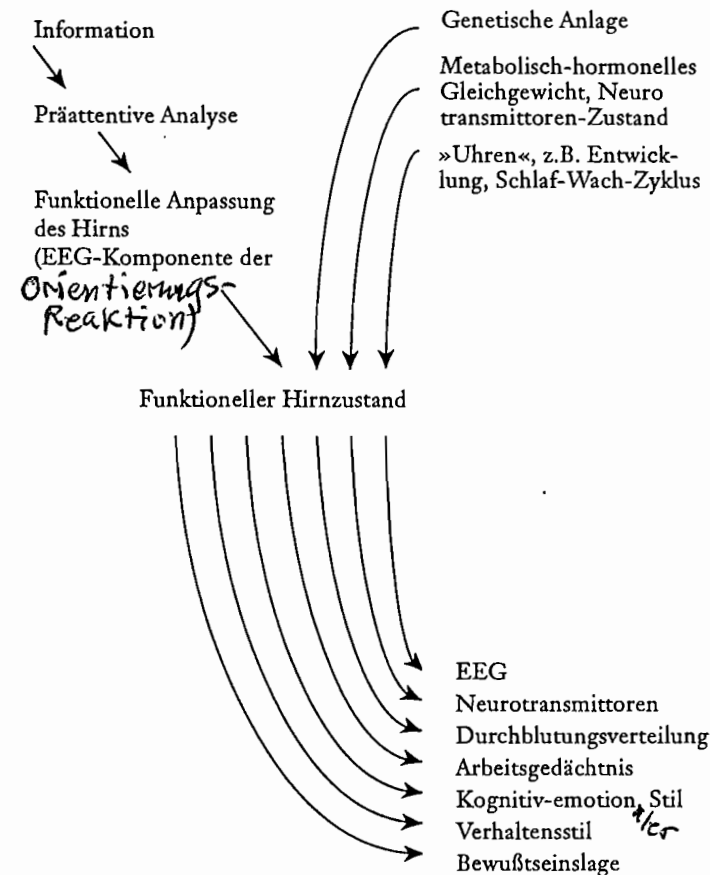 Information
Präattentive Analyse
Funktionelle Anpassung
des Hirns
(EEG-Komponente der
Orientierungs-
Reaktion)
Genetische Anlage
Metabolisch-hormonelles
Gleichgewicht, Neuro
transmittoren-Zustand
»Uhren«, z.B. Entwick-
lung, Schlaf-Wach-Zyklus
Funktioneller Hirnzustand
EEG
Neurotransmittoren
Durchblutungsverteilung
Arbeitsgedächtnis
Kognitiv-emotion Stil
aler
Verhaltensstil
Bewußtseinslage